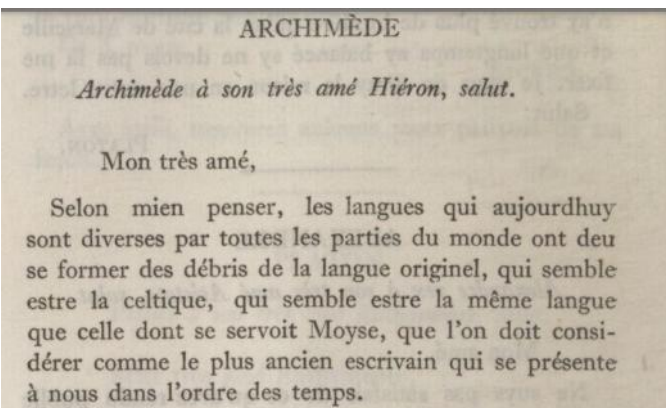 ARCHIMÈDE
Archimède à son très amé Hiéron, salut.
Mon très amé,
Selon mien penser, les langues qui aujourdhuy
sont diverses par toutes les parties du monde ont deu
se former des débris de la langue originel, qui semble
estre la celtique, qui semble estre la même langue
que celle dont se servoit Moyse, que l'on doit consi-
dérer comme le plus ancien escrivain qui se présente
à nous dans l'ordre des temps.